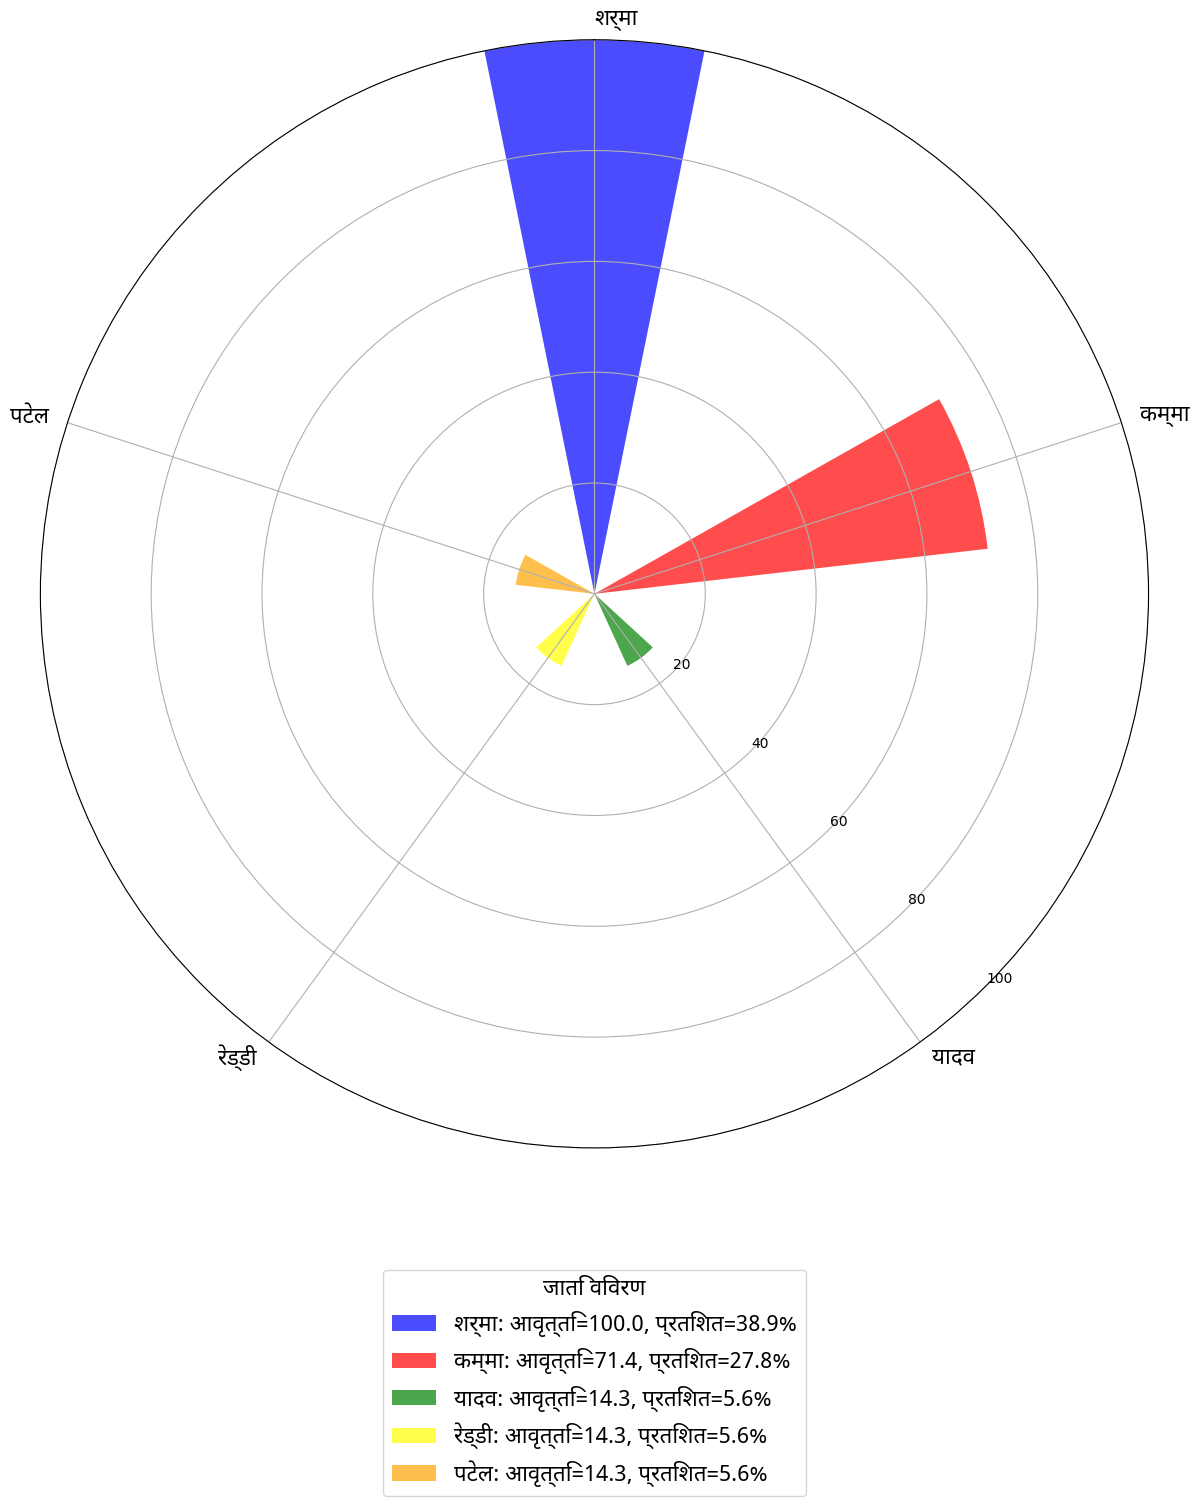 शर्मा
कम्मा
पटेल
20
40
60
80
100
रेड्डी
यादव
जाति विवरण
शर्मा: आवृत्ति=100.0, प्रतिशत=38.9%
कम्मा: आवृत्ति=71.4, प्रतिशत=27.8%
यादव: आवृत्ति=14.3, प्रतिशत=5.6%
रेड्डी: आवृत्ति=14.3, प्रतिशत=5.6%
पटेल: आवृत्ति=14.3, प्रतिशत=5.6%